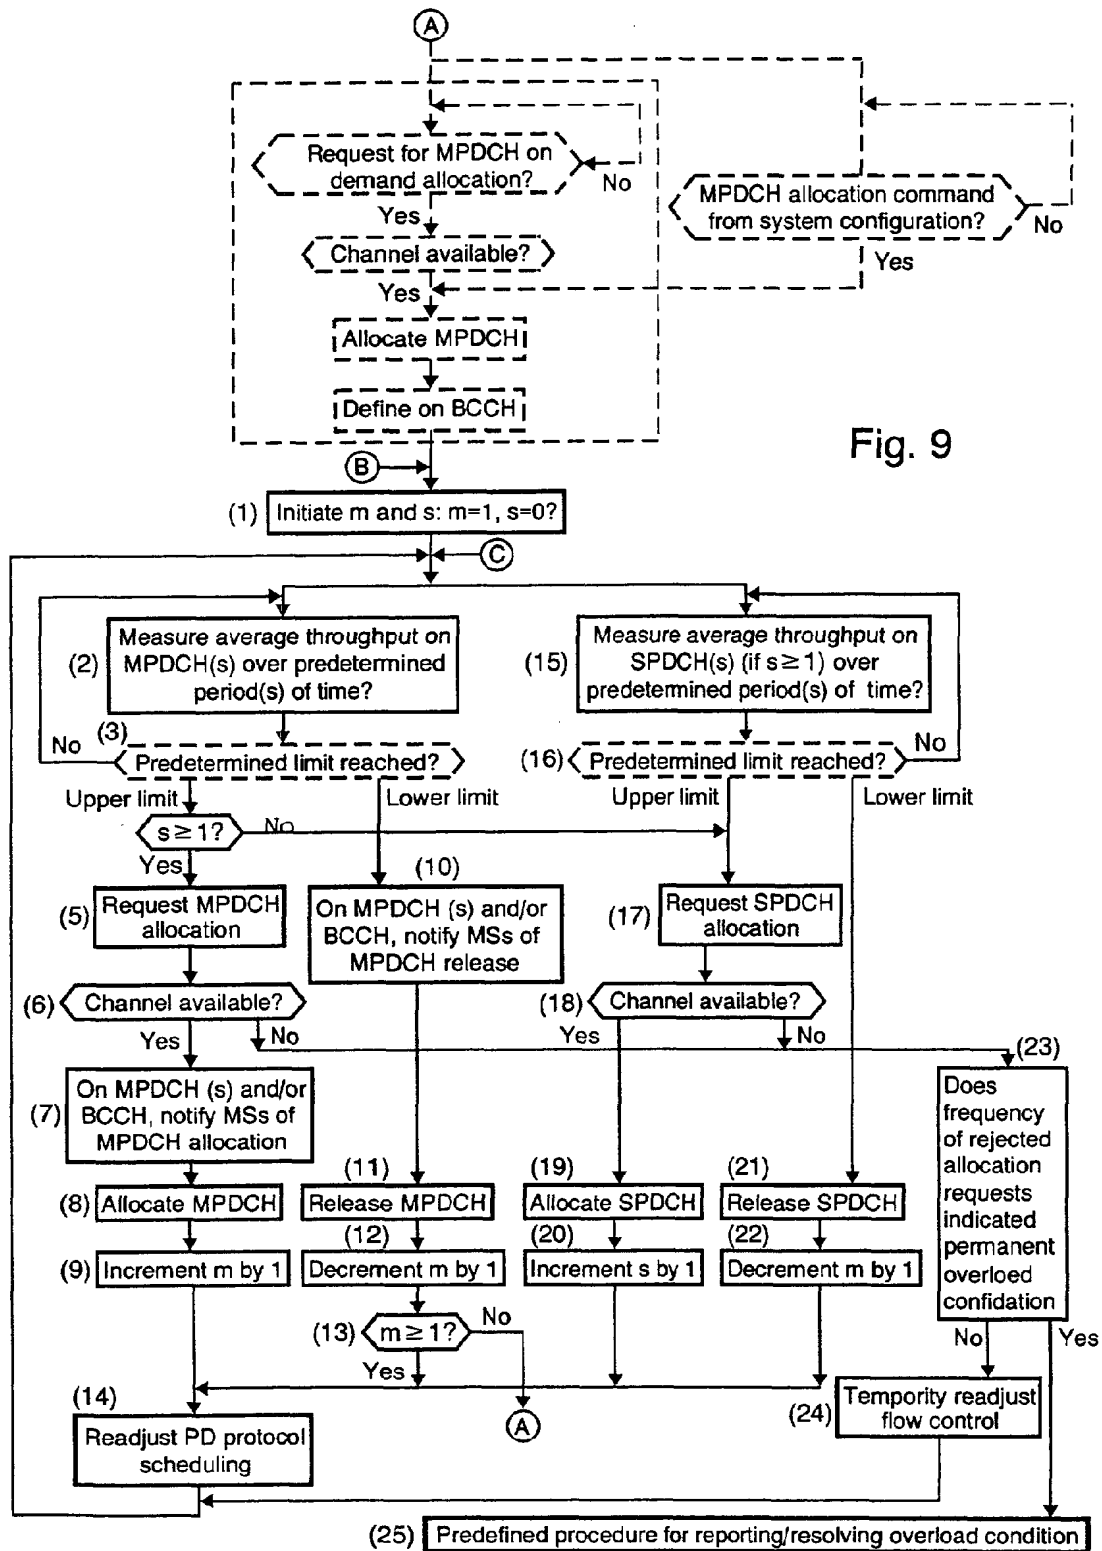 A
Request for MPDCH on
demand allocation?
No
MPDCH allocation command
from system configuration?
No
Yes
Channel available?
Yes
Yes
Allocate MPDCH
Define on BCCH
Fig. 9
B
(1)
Initiate m and s: m=1, s=0?
C
(2)
Measure average throughput on
MPDCH(s) over predetermined
period(s) of time?
(15)
Measure average throughput on
SPDCH(s) (if s ≥ 1) over
predetermined period(s) of time?
(3)
No
Predetermined limit reached?
(16)
Predetermined limit reached?
No
Upper limit
Lower limit
Upper limit
Lower limit
s ≥ 1?
No
Yes
(10)
(5)
Request MPDCH
allocation
On MPDCH (s) and/or
BCCH, notify MSs of
MPDCH release
(17)
Request SPDCH
allocation
(6)
Channel available?
(18)
Channel available?
Yes
No
Yes
No
(23)
(7)
On MPDCH (s) and/or
BCCH, notify MSs of
MPDCH allocation
Does
frequency
of rejected
allocation
requests
indicated
permanent
overloed
confidation
(11)
(19)
(21)
(8)
Allocate MPDCH
Release MPDCH
Allocate SPDCH
Release SPDCH
(12)
(20)
(22)
(9)
Increment m by 1
Decrement m by 1
Increment s by 1
Decrement m by 1
(13)
m ≥ 1?
No
Yes
No
Yes
(14)
Readjust PD protocol
scheduling
A
(24)
Tempority readjust
flow control
(25)
Predefined procedure for reporting/resolving overload condition